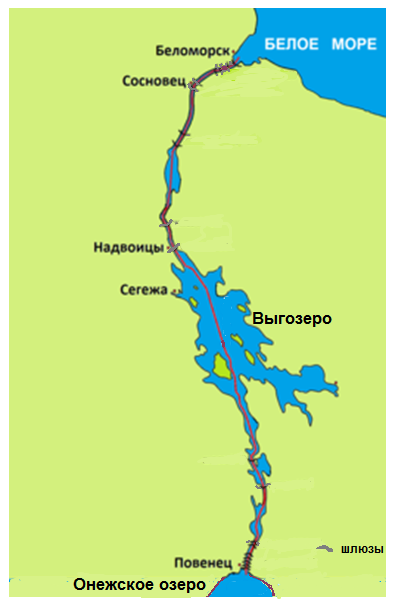 Беломорск
БЕЛОЕ МОРЕ
Сосновец
Надвоицы
Сегежа
Выгозеро
шлюзы
Повенец
Онежское озеро